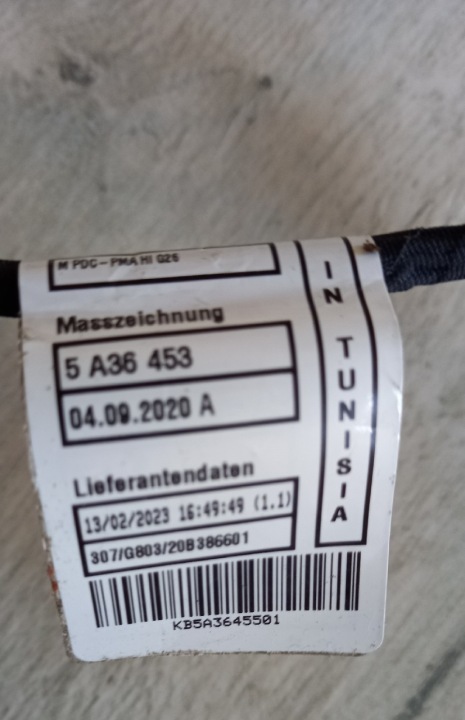 M PDC-PMA HI G26
Masszeichnung
5 A36 453
04.09.2020 A
Lieferantendaten
13/02/2023 16:49:49 (1.1)
307/G803/20B386601
KB5A3645501
IN TUNISIA